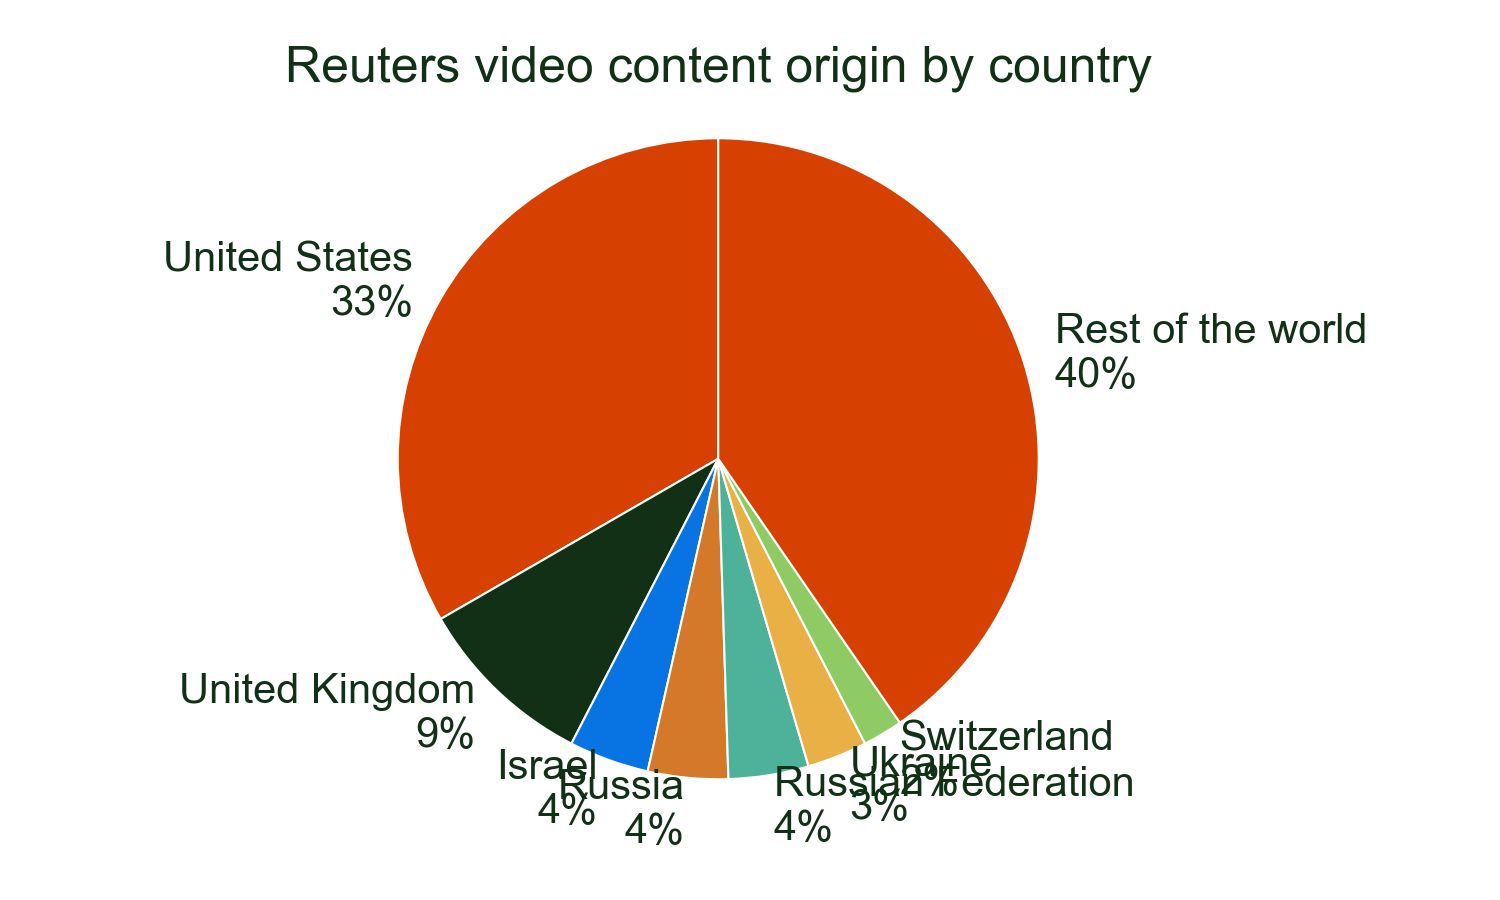 Reuters video content origin by country
United States
33%
Rest of the world
40%
United Kingdom
9%
Israel
4%
Russia
4%
Russian Federation
4%
Ukraine
3%
Switzerland
2%